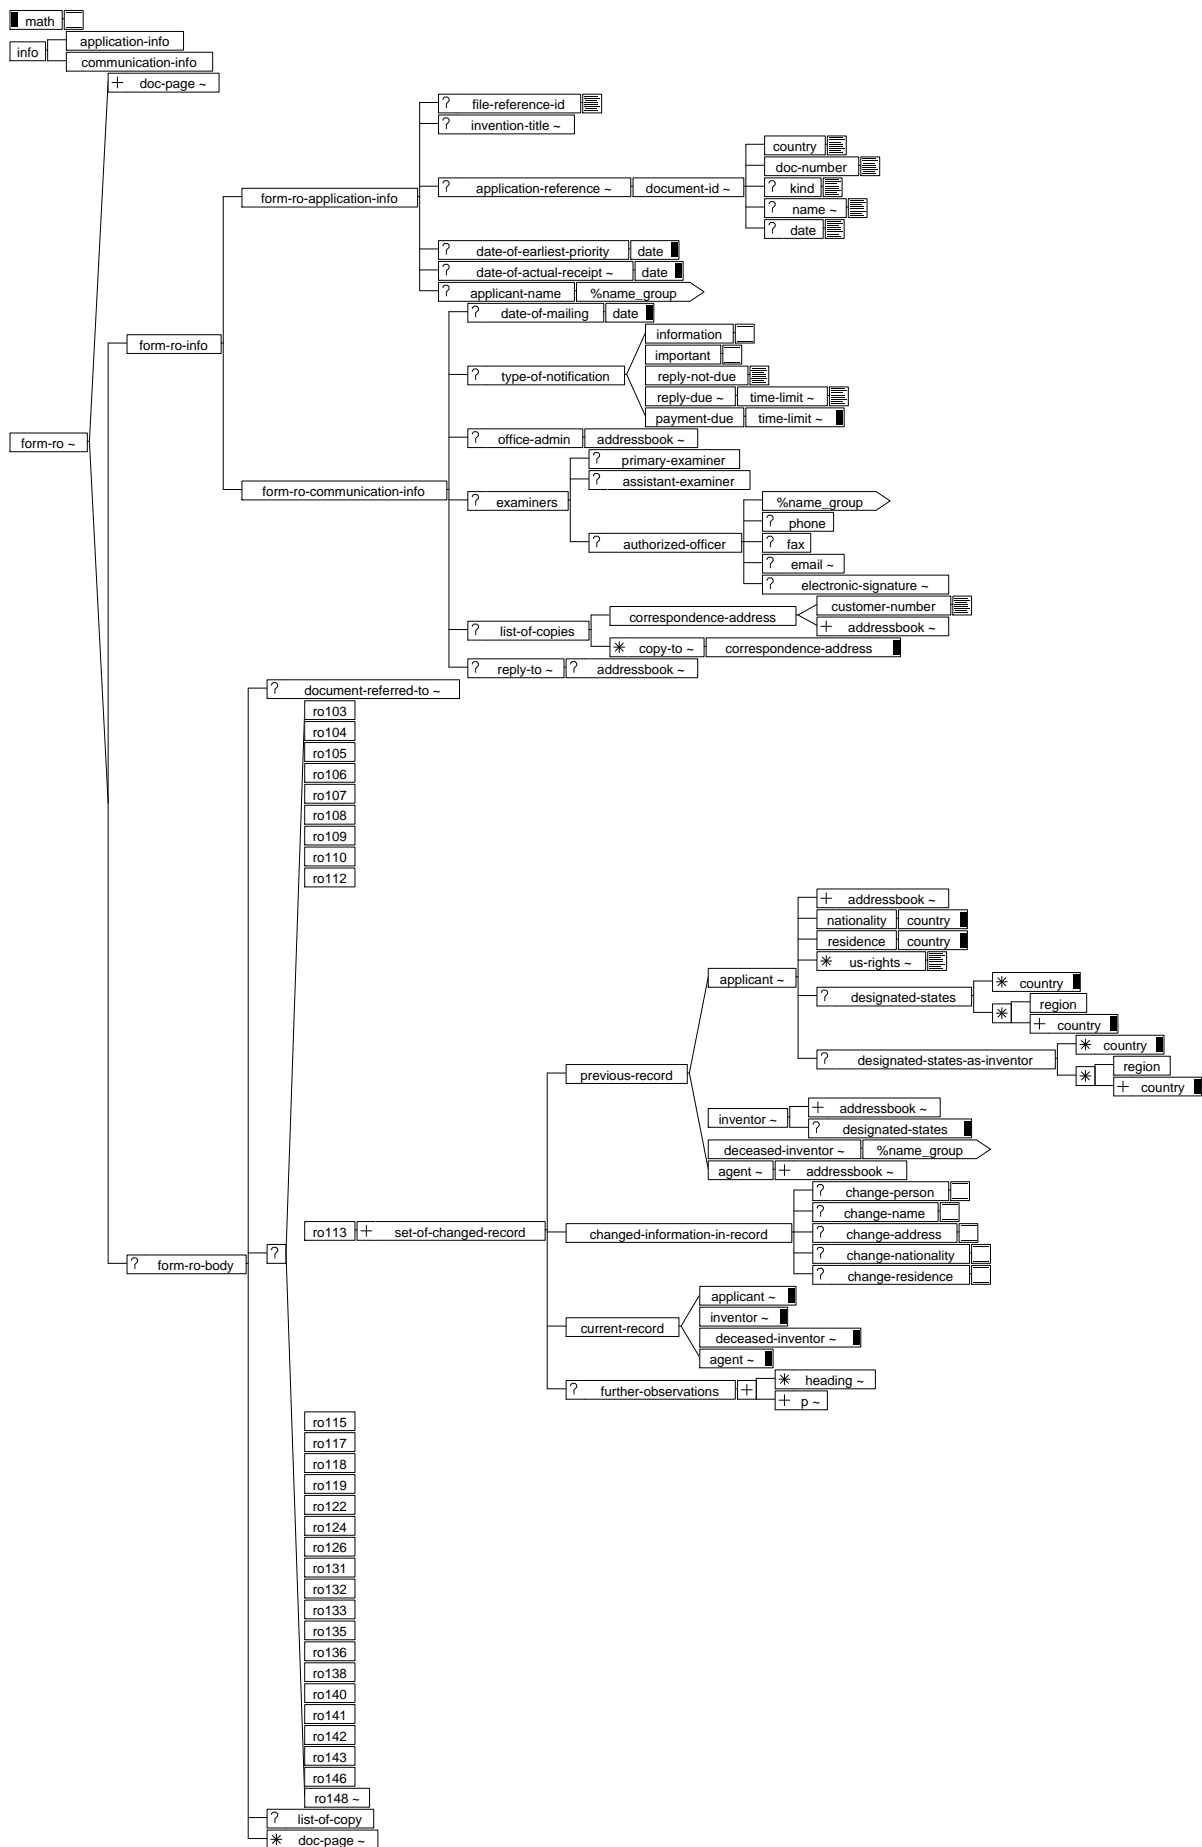 math
application-info
info
communication-info
+ doc-page ~
? file-reference-id
? invention-title ~
country
doc-number
? application-reference ~ document-id ~ ? kind
form-ro-application-info
? name ~
? date
? date-of-earliest-priority date
? date-of-actual-receipt ~ date
? applicant-name %name_group
? date-of-mailing date
information
form-ro-info
important
? type-of-notification reply-not-due
reply-due ~ time-limit ~
payment-due time-limit ~
form-ro ~ ? office-admin addressbook ~
? primary-examiner
? assistant-examiner
form-ro-communication-info
? examiners %name_group
? phone
? authorized-officer ? fax
? email ~
? electronic-signature ~
customer-number
correspondence-address
? list-of-copies + addressbook ~
* copy-to ~ correspondence-address
? reply-to ~ ? addressbook ~
? document-referred-to ~
ro103
ro104
ro105
ro106
ro107
ro108
ro109
ro110
ro112
+ addressbook ~
nationality country
residence country
* us-rights ~
applicant ~
* country
? designated-states region
*
+ country
* country
? designated-states-as-inventor
region
previous-record *
+ country
+ addressbook ~
inventor ~
? designated-states
deceased-inventor ~ %name_group
agent ~ + addressbook ~
? change-person
? change-name
ro113 + set-of-changed-record changed-information-in-record ? change-address
? change-nationality
? form-ro-body ?
? change-residence
applicant ~
inventor ~
current-record
deceased-inventor ~
agent ~
* heading ~
? further-observations +
+ p ~
ro115
ro117
ro118
ro119
ro122
ro124
ro126
ro131
ro132
ro133
ro135
ro136
ro138
ro140
ro141
ro142
ro143
ro146
ro148 ~
? list-of-copy
* doc-page ~